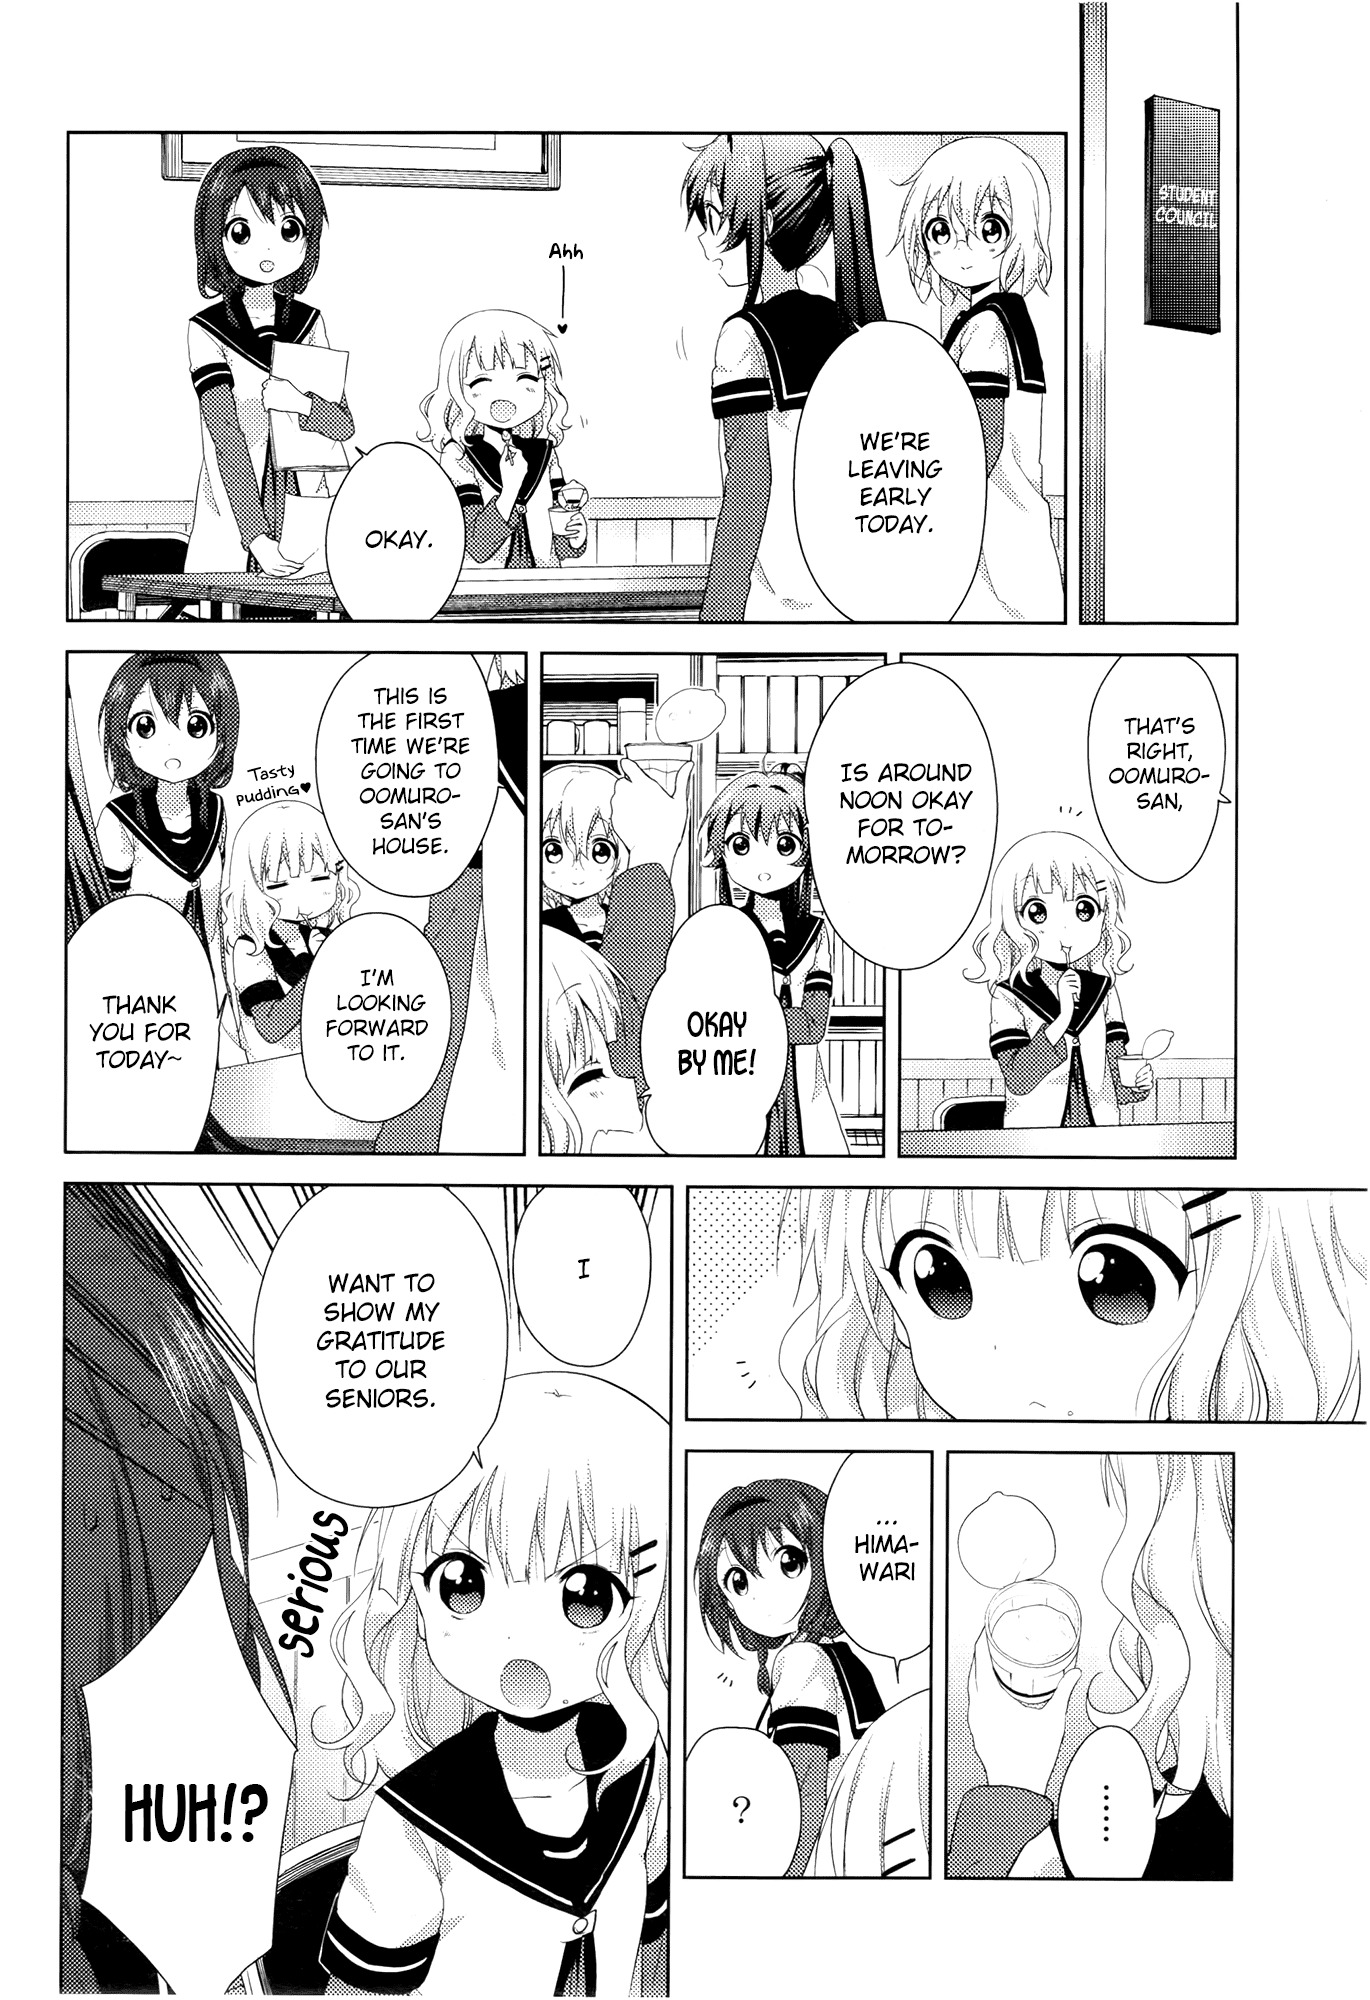 STUDENT
COUNCIL
WE'RE
LEAVING
EARLY
TODAY.
Ahh
OKAY.
THAT'S
RIGHT,
OOMURO-
SAN,
IS AROUND
NOON OKAY
FOR TO-
MORROW?
OKAY
BY ME!
THIS IS
THE FIRST
TIME WE'RE
GOING TO
OOMURO-
SAN'S
HOUSE.
Tasty
pudding♥
I'M
LOOKING
FORWARD
TO IT.
THANK
YOU FOR
TODAY~
......
...
HIMA-
WARI
?
I
WANT TO
SHOW MY
GRATITUDE
TO OUR
SENIORS.
serious
HUH!?